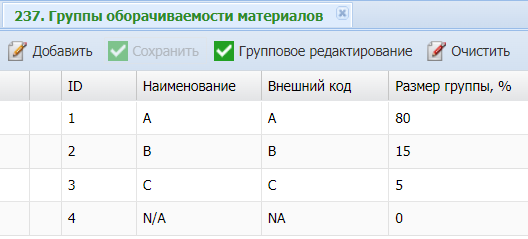 237. Группы оборачиваемости материалов
Добавить Сохранить Групповое редактирование Очистить
ID Наименование Внешний код Размер группы, %
1 A A 80
2 B B 15
3 C C 5
4 N/A NA 0